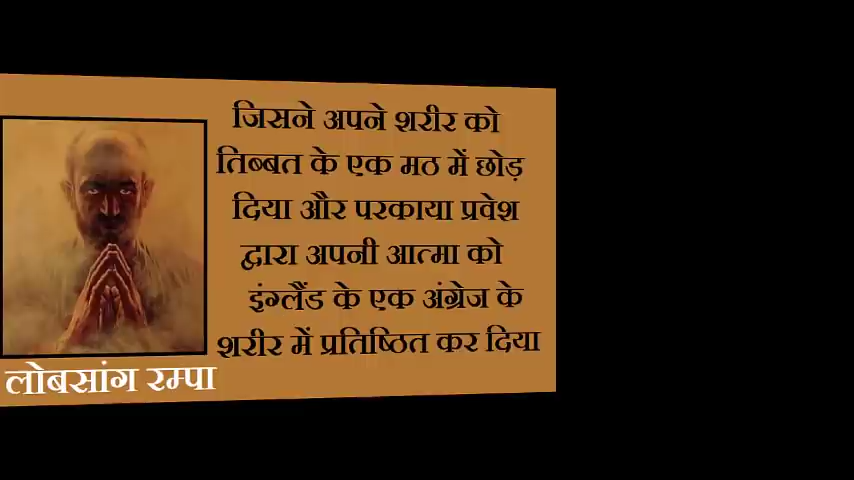 जिसने अपने शरीर को
तिब्बत के एक मठ में छोड़
दिया और परकाया प्रवेश
द्वारा अपनी आत्मा को
इंग्लैंड के एक अंग्रेज के
शरीर में प्रतिष्ठित कर दिया
लोबसांग रम्पा